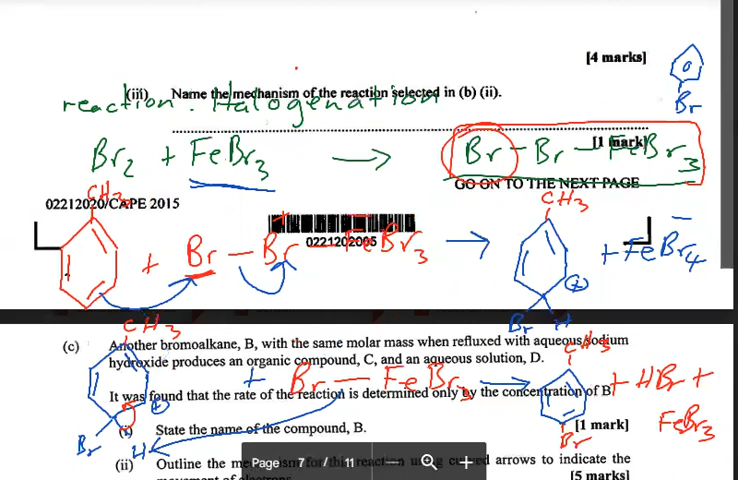 [4 marks]
(iii) Name the mechanism of the reaction selected in (b) (ii).
reaction. Halogenation
Br
[1 mark]
Br2 + FeBr3 → Br - Br - FeBr3
GO ON TO THE NEXT PAGE
02212020/CAPE 2015
CH3
CH3
0221202005
+ Br - Br - FeBr3 → + FeBr4 -
+
+
Br H
CH3
(c) Another bromoalkane, B, with the same molar mass when refluxed with aqueous sodium
hydroxide produces an organic compound, C, and an aqueous solution, D.
CH3
+ Br - FeBr3 → + HBr +
FeBr3
It was found that the rate of the reaction is determined only by the concentration of B.
+
Br H
Br
(i) State the name of the compound, B.
[1 mark]
(ii) Outline the mechanism for this reaction using curved arrows to indicate the
Page 7 / 11 - +
[5 marks]